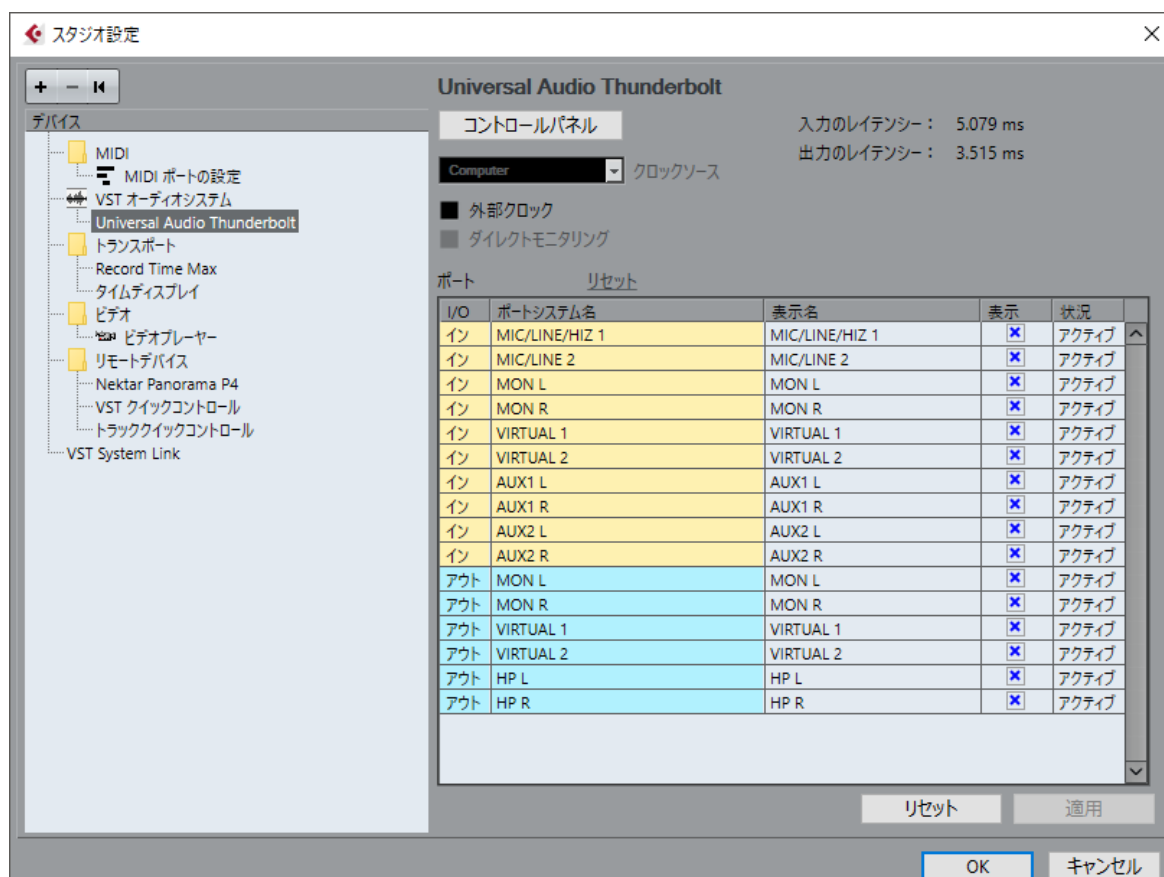 スタジオ設定
デバイス
MIDI
MIDI ポートの設定
VST オーディオシステム
Universal Audio Thunderbolt
トランスポート
Record Time Max
タイムディスプレイ
ビデオ
ビデオプレーヤー
リモートデバイス
Nektar Panorama P4
VST クイックコントロール
トラッククイックコントロール
VST System Link
Universal Audio Thunderbolt
コントロールパネル
入力のレイテンシー： 5.079 ms
出力のレイテンシー： 3.515 ms
Computer クロックソース
外部クロック
ダイレクトモニタリング
ポート リセット
I/O ポートシステム名 表示名 表示 状況
イン MIC/LINE/HIZ 1 MIC/LINE/HIZ 1 アクティブ
イン MIC/LINE 2 MIC/LINE 2 アクティブ
イン MON L MON L アクティブ
イン MON R MON R アクティブ
イン VIRTUAL 1 VIRTUAL 1 アクティブ
イン VIRTUAL 2 VIRTUAL 2 アクティブ
イン AUX1 L AUX1 L アクティブ
イン AUX1 R AUX1 R アクティブ
イン AUX2 L AUX2 L アクティブ
イン AUX2 R AUX2 R アクティブ
アウト MON L MON L アクティブ
アウト MON R MON R アクティブ
アウト VIRTUAL 1 VIRTUAL 1 アクティブ
アウト VIRTUAL 2 VIRTUAL 2 アクティブ
アウト HP L HP L アクティブ
アウト HP R HP R アクティブ
リセット 適用
OK キャンセル